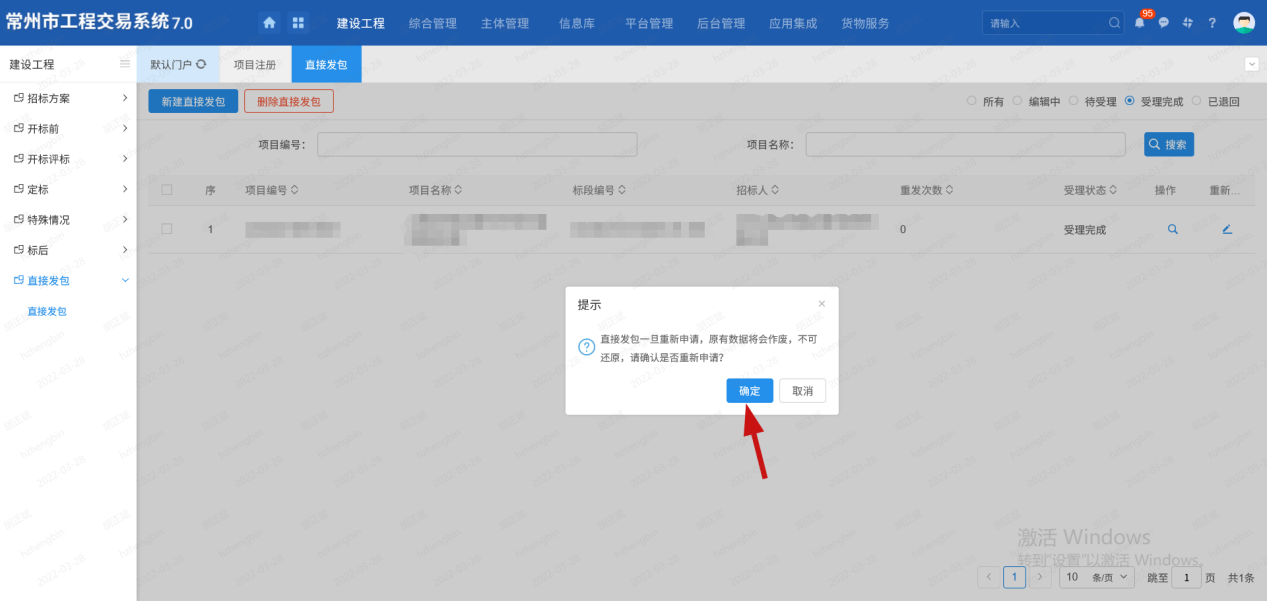 常州市工程交易系统7.0
建设工程 综合管理 主体管理 信息库 平台管理 后台管理 应用集成 货物服务 请输入 95 ?
建设工程 默认门户 项目注册 直接发包
招标方案
开标前
开标评标
定标
特殊情况
标后
直接发包
直接发包
新建直接发包 删除直接发包 所有 编辑中 待受理 受理完成 已退回
项目编号: 项目名称: 搜索
序 项目编号 项目名称 标段编号 招标人 重发次数 受理状态 操作 重新...
1 0 受理完成
提示 ×
直接发包一旦重新申请，原有数据将会作废，不可
还原，请确认是否重新申请?
确定 取消
激活 Windows
转到"设置"以激活 Windows。
1 10 条/页 跳至 1 页 共1条
hzhengbin
2022-03-28